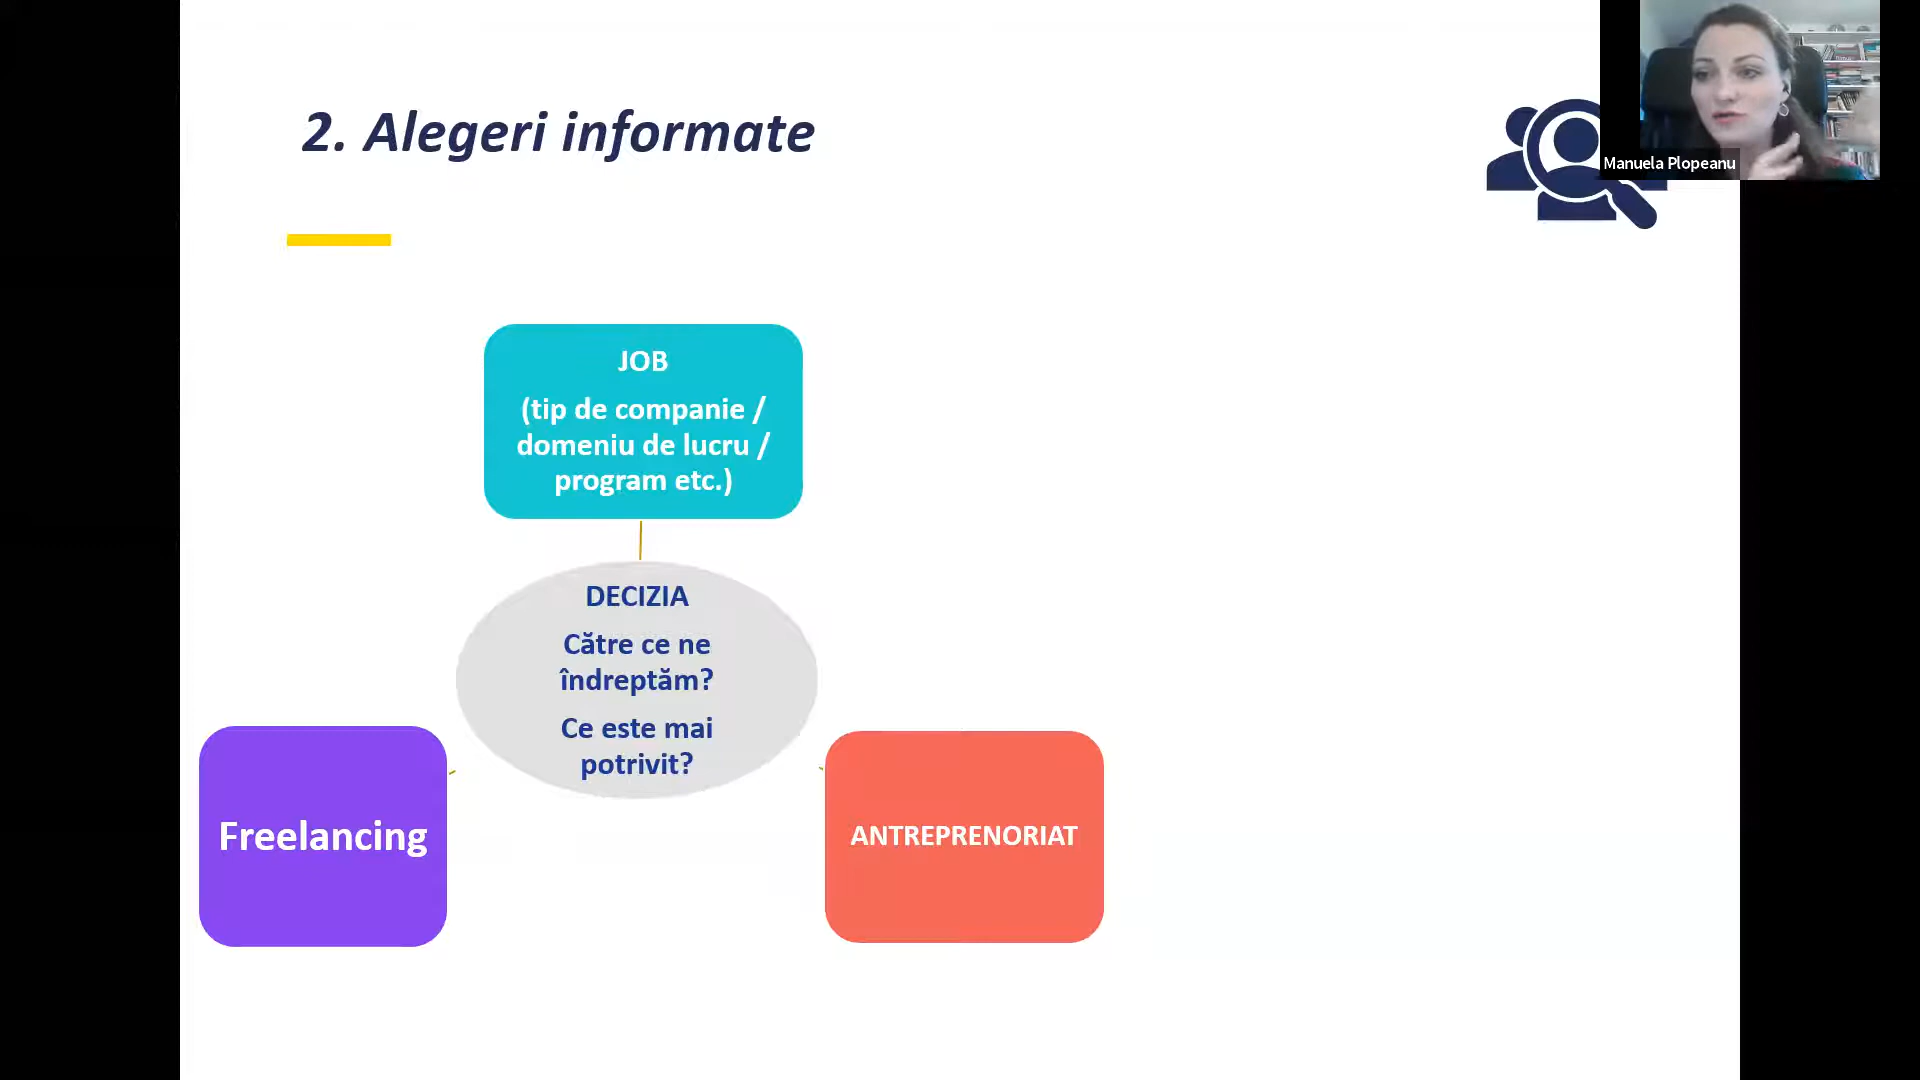 2. Alegeri informate
Manuela Plopeanu
JOB
(tip de companie /
domeniu de lucru /
program etc.)
DECIZIA
Către ce ne
îndreptăm?
Ce este mai
potrivit?
Freelancing
ANTREPRENORIAT